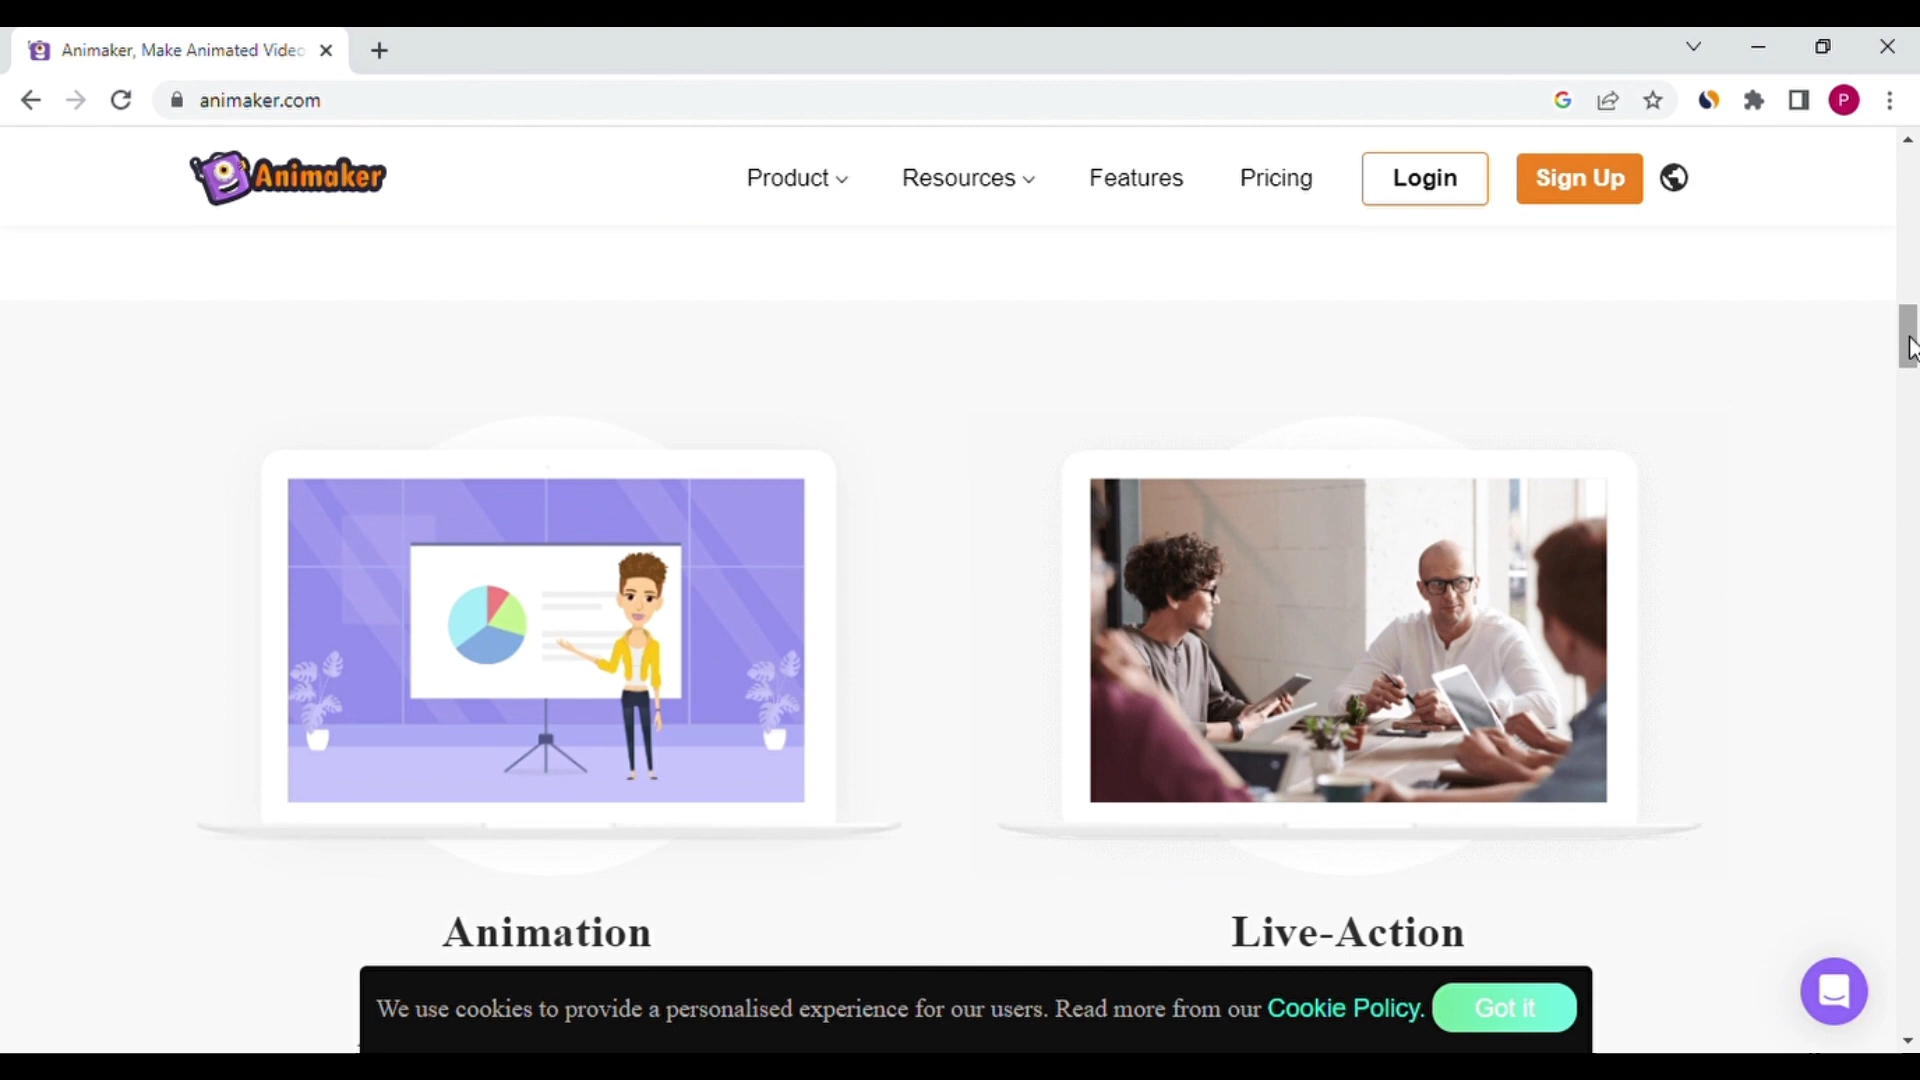 Animaker, Make Animated Video
animaker.com
P
Animaker
Product
Resources
Features
Pricing
Login
Sign Up
Animation
Live-Action
We use cookies to provide a personalised experience for our users. Read more from our Cookie Policy.
Got it